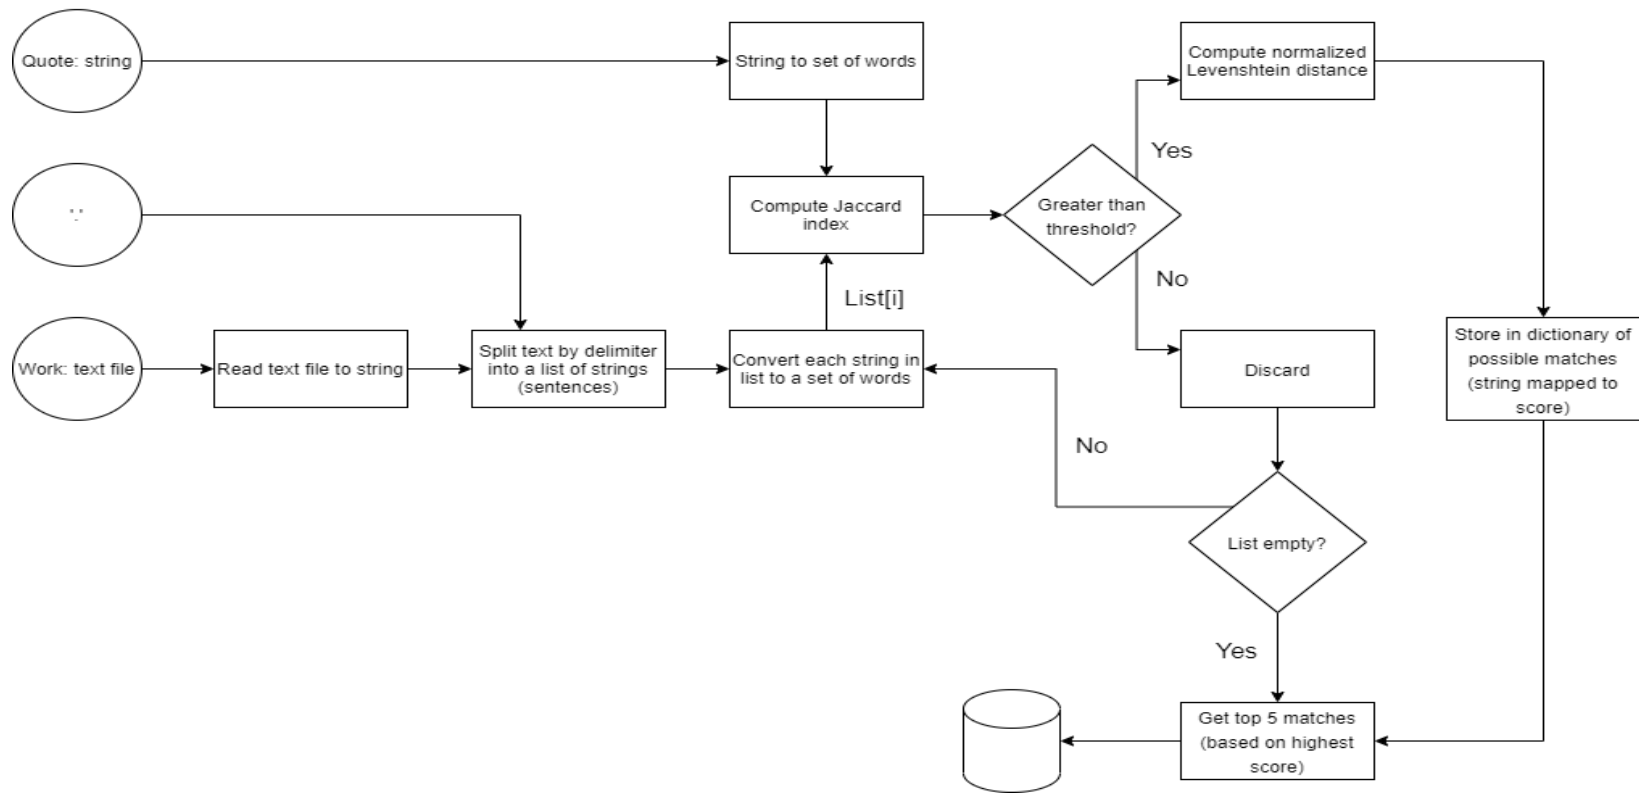 Quote: string
String to set of words
Compute normalized
Levenshtein distance
Yes
"."
Compute Jaccard
index
Greater than
threshold?
No
List[i]
Work: text file
Read text file to string
Split text by delimiter
into a list of strings
(sentences)
Convert each string in
list to a set of words
Discard
Store in dictionary of
possible matches
(string mapped to
score)
No
List empty?
Yes
Get top 5 matches
(based on highest
score)